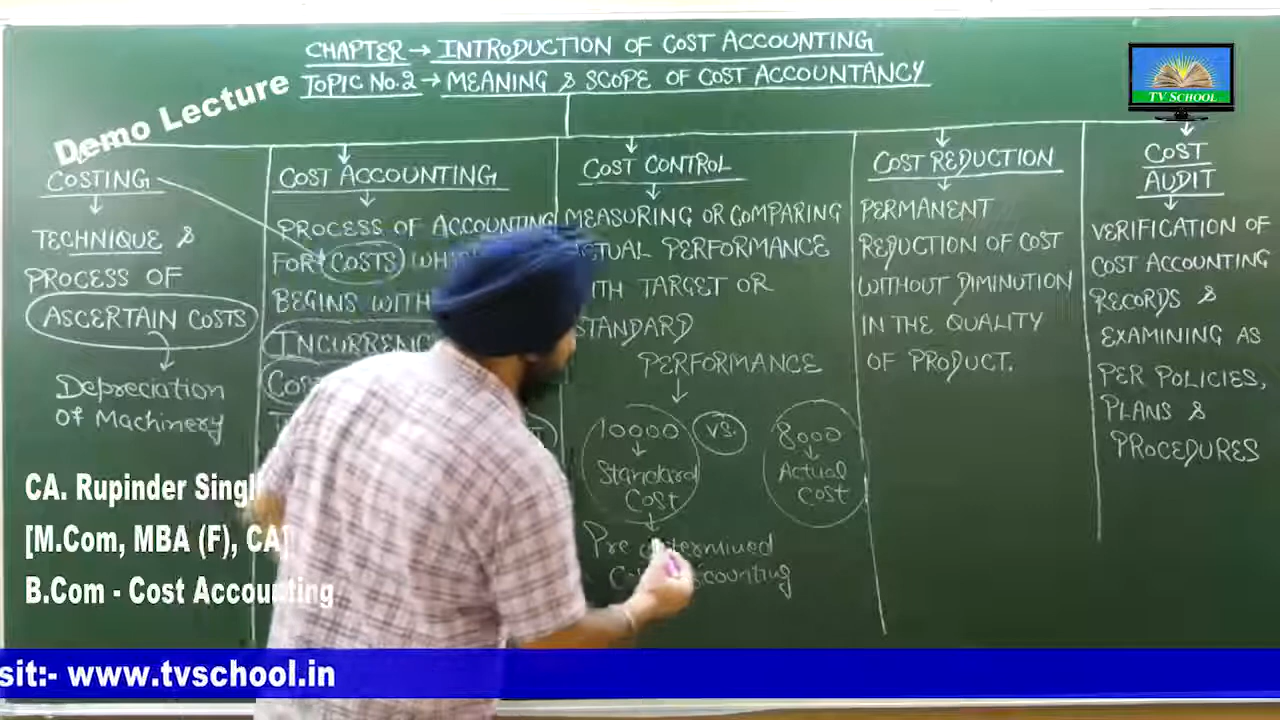 CHAPTER → INTRODUCTION OF COST ACCOUNTING
TOPIC NO.2 → MEANING & SCOPE OF COST ACCOUNTANCY
Demo Lecture
TV SCHOOL
COSTING
TECHNIQUE &
PROCESS OF
ASCERTAIN COSTS
Depreciation
of Machinery
COST ACCOUNTING
PROCESS OF ACCOUNTING
FOR COSTS
BEGINS WITH
COST CONTROL
MEASURING OR COMPARING
PERFORMANCE
TARGET OR
STANDARD
PERFORMANCE
10000 VS. 8000
Standard
Cost
Actual
Cost
COST REDUCTION
PERMANENT
REDUCTION OF COST
WITHOUT DIMINUTION
IN THE QUALITY
OF PRODUCT.
COST
AUDIT
VERIFICATION OF
COST ACCOUNTING
RECORDS &
EXAMINING AS
PER POLICIES,
PLANS &
PROCEDURES
CA. Rupinder Singh
[M.Com, MBA (F), CA]
B.Com - Cost Accounting
sit:- www.tvschool.in